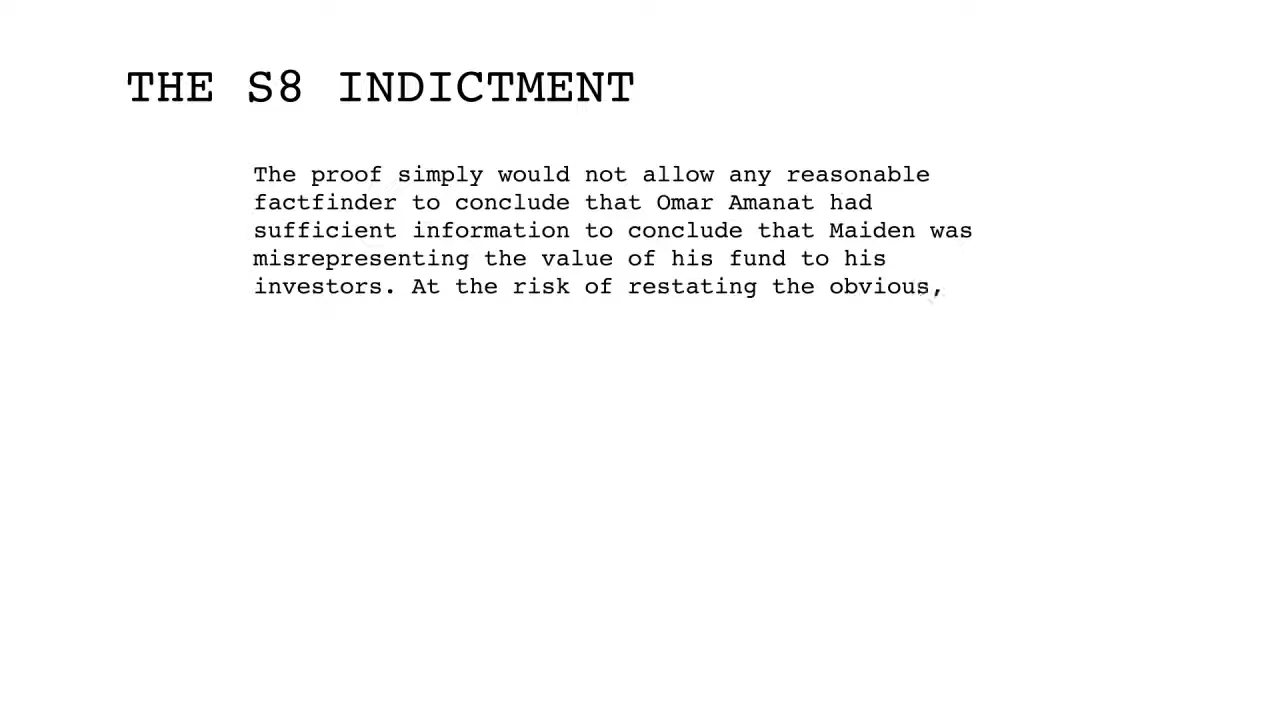 THE S8 INDICTMENT
The proof simply would not allow any reasonable
factfinder to conclude that Omar Amanat had
sufficient information to conclude that Maiden was
misrepresenting the value of his fund to his
investors. At the risk of restating the obvious,